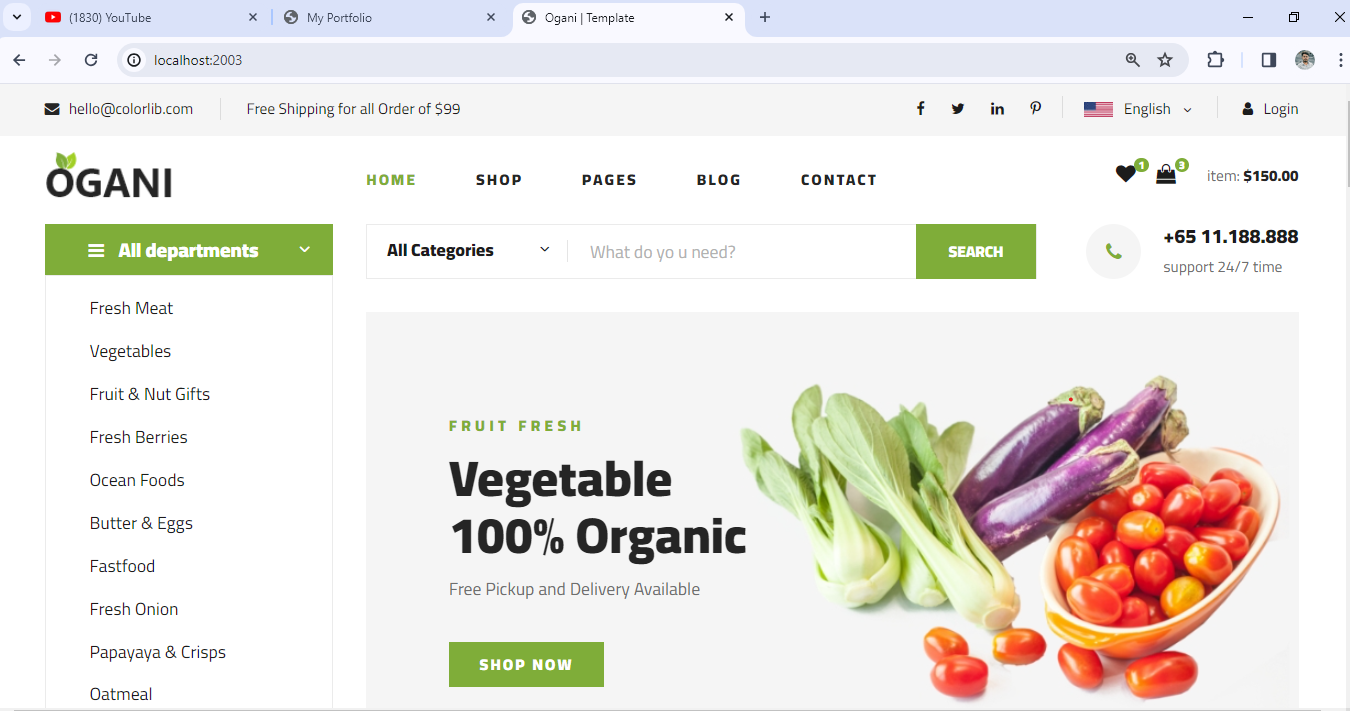 (1830) YouTube
My Portfolio
Ogani | Template
localhost:2003
hello@colorlib.com
Free Shipping for all Order of $99
English
Login
OGANI
HOME
SHOP
PAGES
BLOG
CONTACT
1
3
item: $150.00
All departments
All Categories
What do yo u need?
SEARCH
+65 11.188.888
support 24/7 time
Fresh Meat
Vegetables
Fruit & Nut Gifts
Fresh Berries
Ocean Foods
Butter & Eggs
Fastfood
Fresh Onion
Papayaya & Crisps
Oatmeal
FRUIT FRESH
Vegetable
100% Organic
Free Pickup and Delivery Available
SHOP NOW